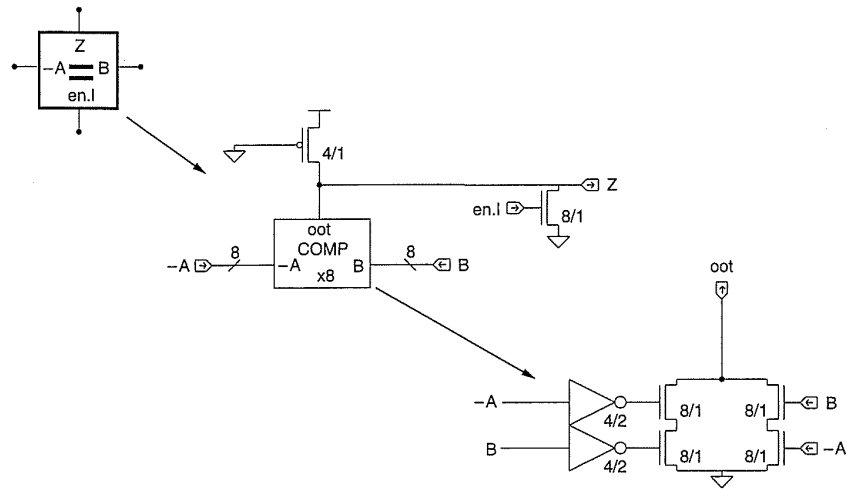 Z
–A B
en.l
4/1
Z
en.l
8/1
oot
COMP
–A 8 –A B 8 B
x8
oot
–A
4/2
8/1
8/1
B
B
4/2
8/1
8/1
–A